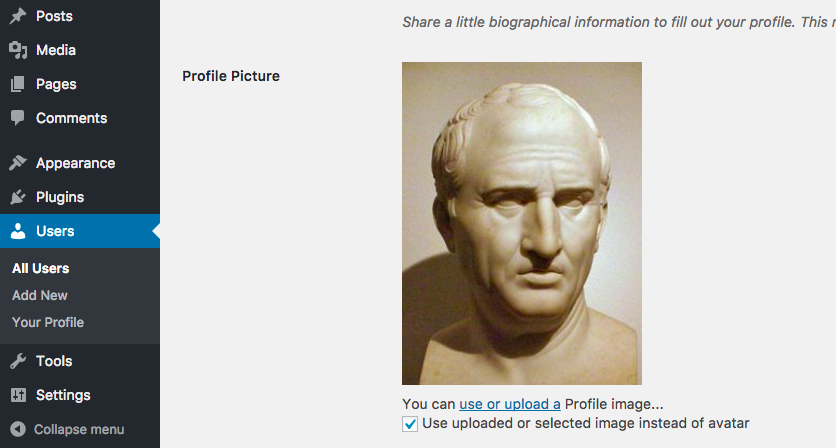 Posts
Media
Pages
Comments
Appearance
Plugins
Users
All Users
Add New
Your Profile
Tools
Settings
Collapse menu
Share a little biographical information to fill out your profile. This
Profile Picture
You can use or upload a Profile image...
Use uploaded or selected image instead of avatar